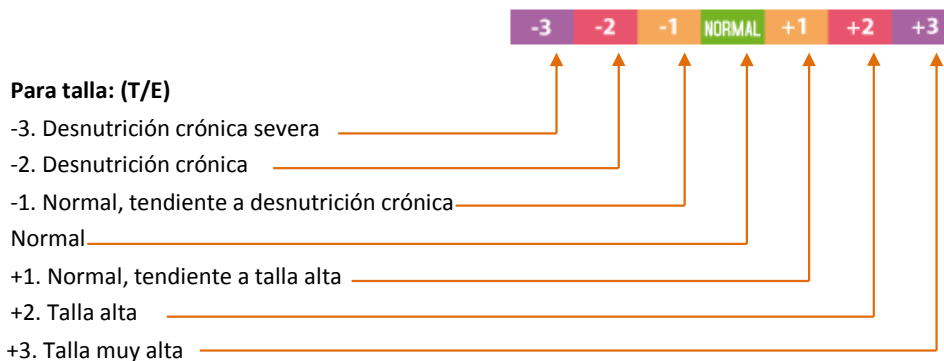 -3 -2 -1 NORMAL +1 +2 +3
Para talla: (T/E)
-3. Desnutrición crónica severa
-2. Desnutrición crónica
-1. Normal, tendiente a desnutrición crónica
Normal
+1. Normal, tendiente a talla alta
+2. Talla alta
+3. Talla muy alta